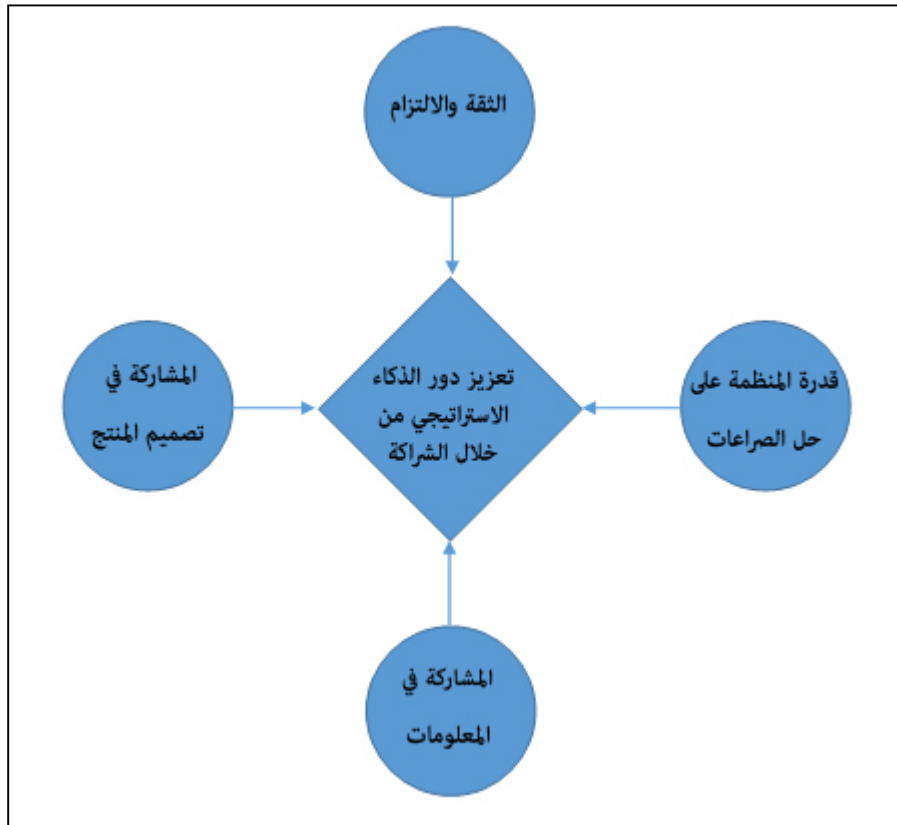 الثقة والالتزام
قدرة المنظمة على
حل الصراعات
تعزيز دور الذكاء
الاستراتيجي من
خلال الشراكة
المشاركة في
تصميم المنتج
المشاركة في
المعلومات